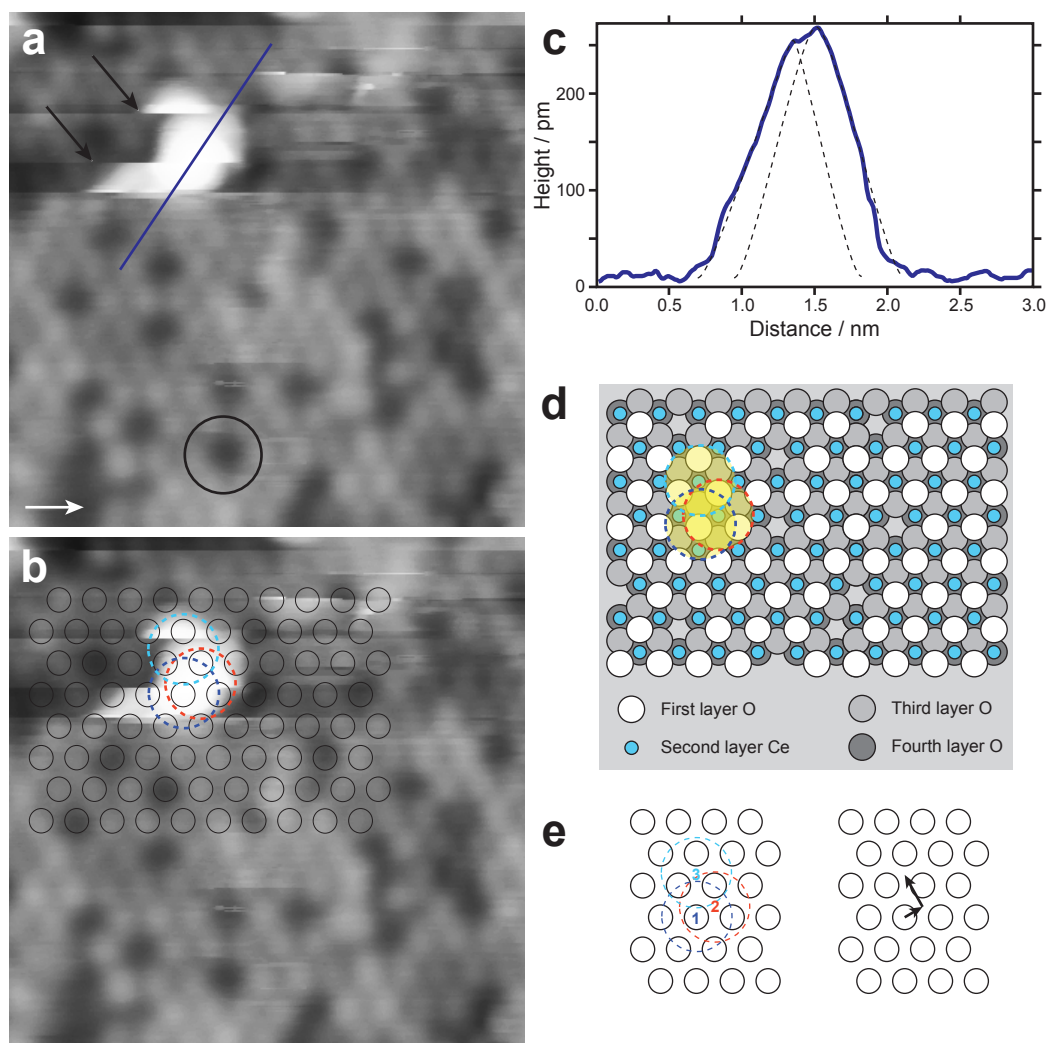 a
b
c
Height / pm
200
100
0
0.0 0.5 1.0 1.5 2.0 2.5 3.0
Distance / nm
d
First layer O
Third layer O
Second layer Ce
Fourth layer O
e
3
2
1